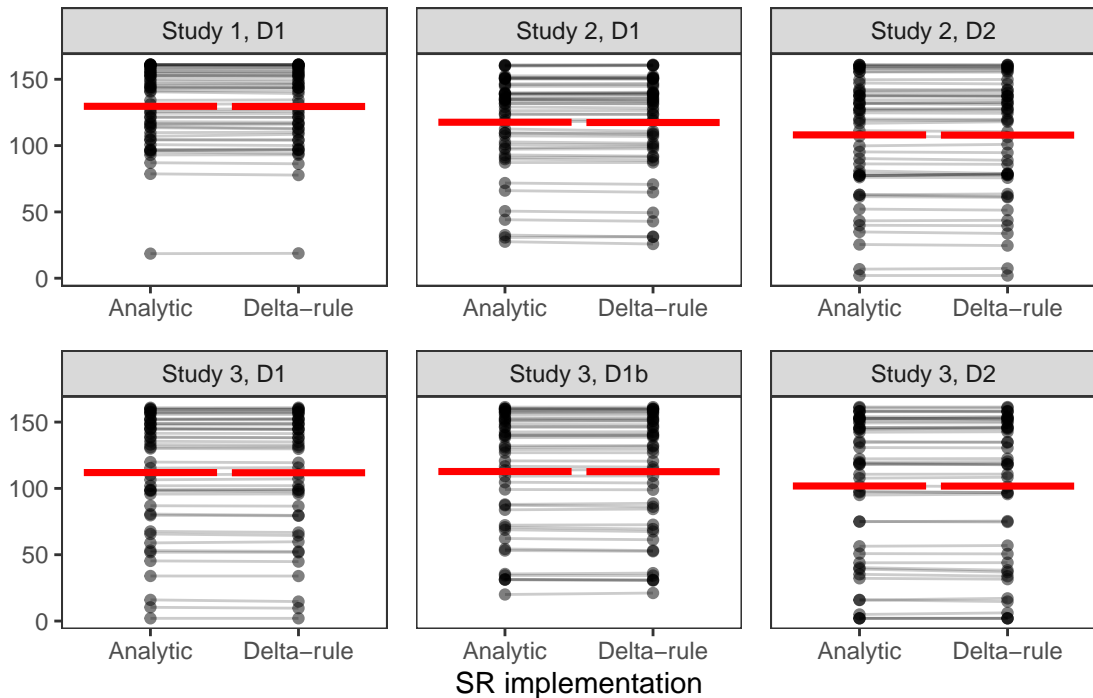 Study 1, D1
Study 2, D1
Study 2, D2
150
100
50
0
Analytic Delta−rule
Analytic Delta−rule
Analytic Delta−rule
Study 3, D1
Study 3, D1b
Study 3, D2
150
100
50
0
Analytic Delta−rule
Analytic Delta−rule
Analytic Delta−rule
SR implementation